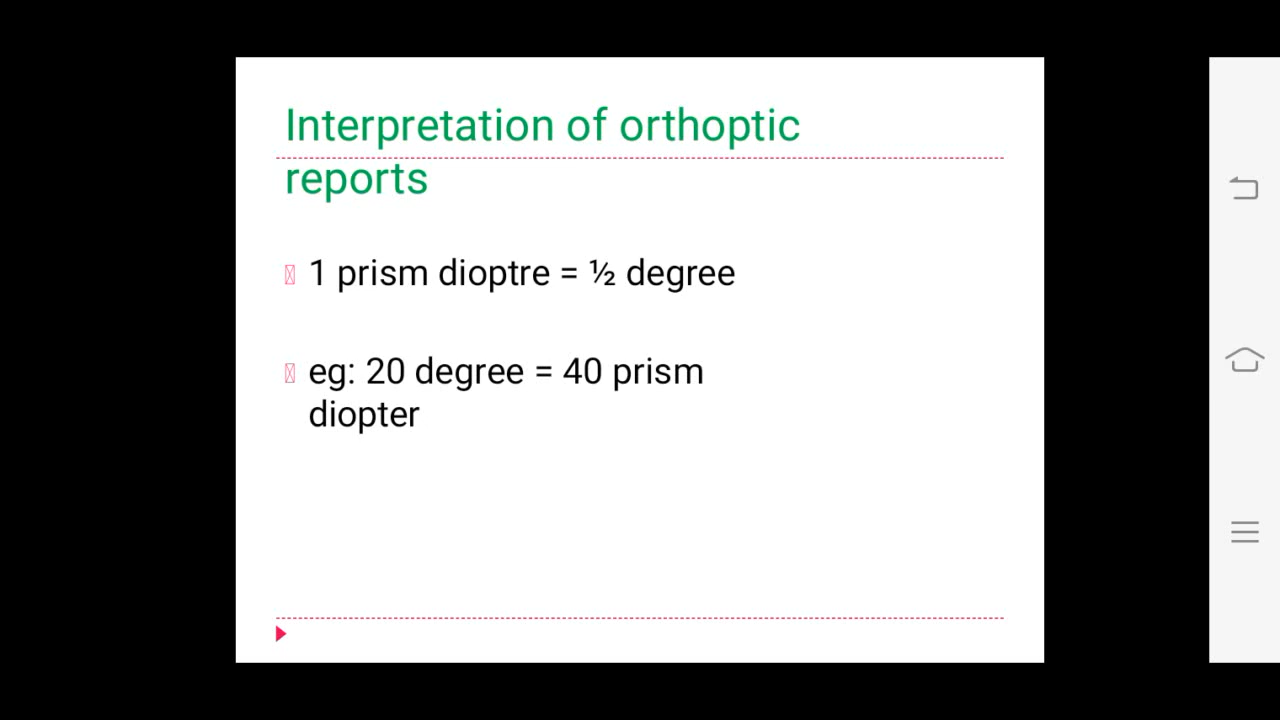 Interpretation of orthoptic
reports
1 prism dioptre = ½ degree
eg: 20 degree = 40 prism
diopter